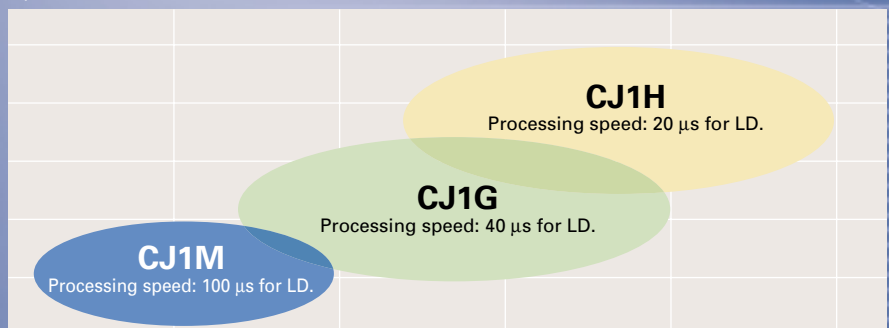 CJ1H
Processing speed: 20 μs for LD.
CJ1G
Processing speed: 40 μs for LD.
CJ1M
Processing speed: 100 μs for LD.